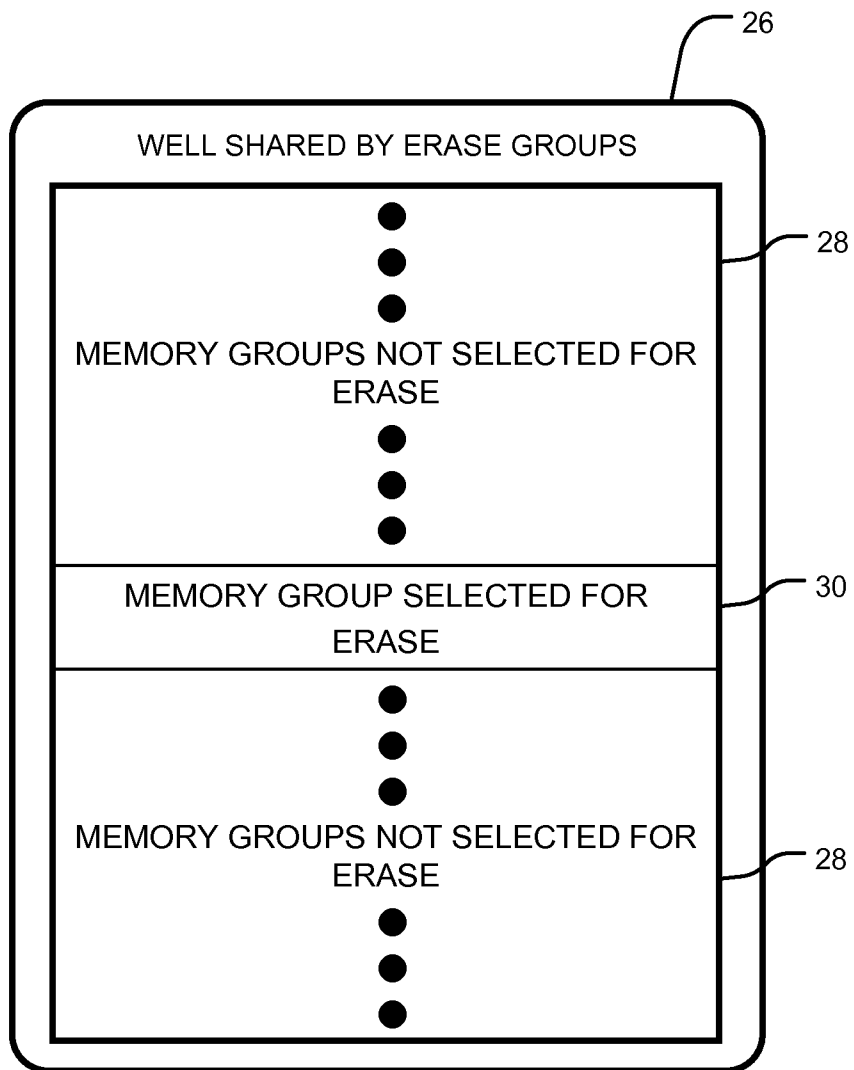 26
WELL SHARED BY ERASE GROUPS
28
MEMORY GROUPS NOT SELECTED FOR
ERASE
30
MEMORY GROUP SELECTED FOR
ERASE
MEMORY GROUPS NOT SELECTED FOR
ERASE
28